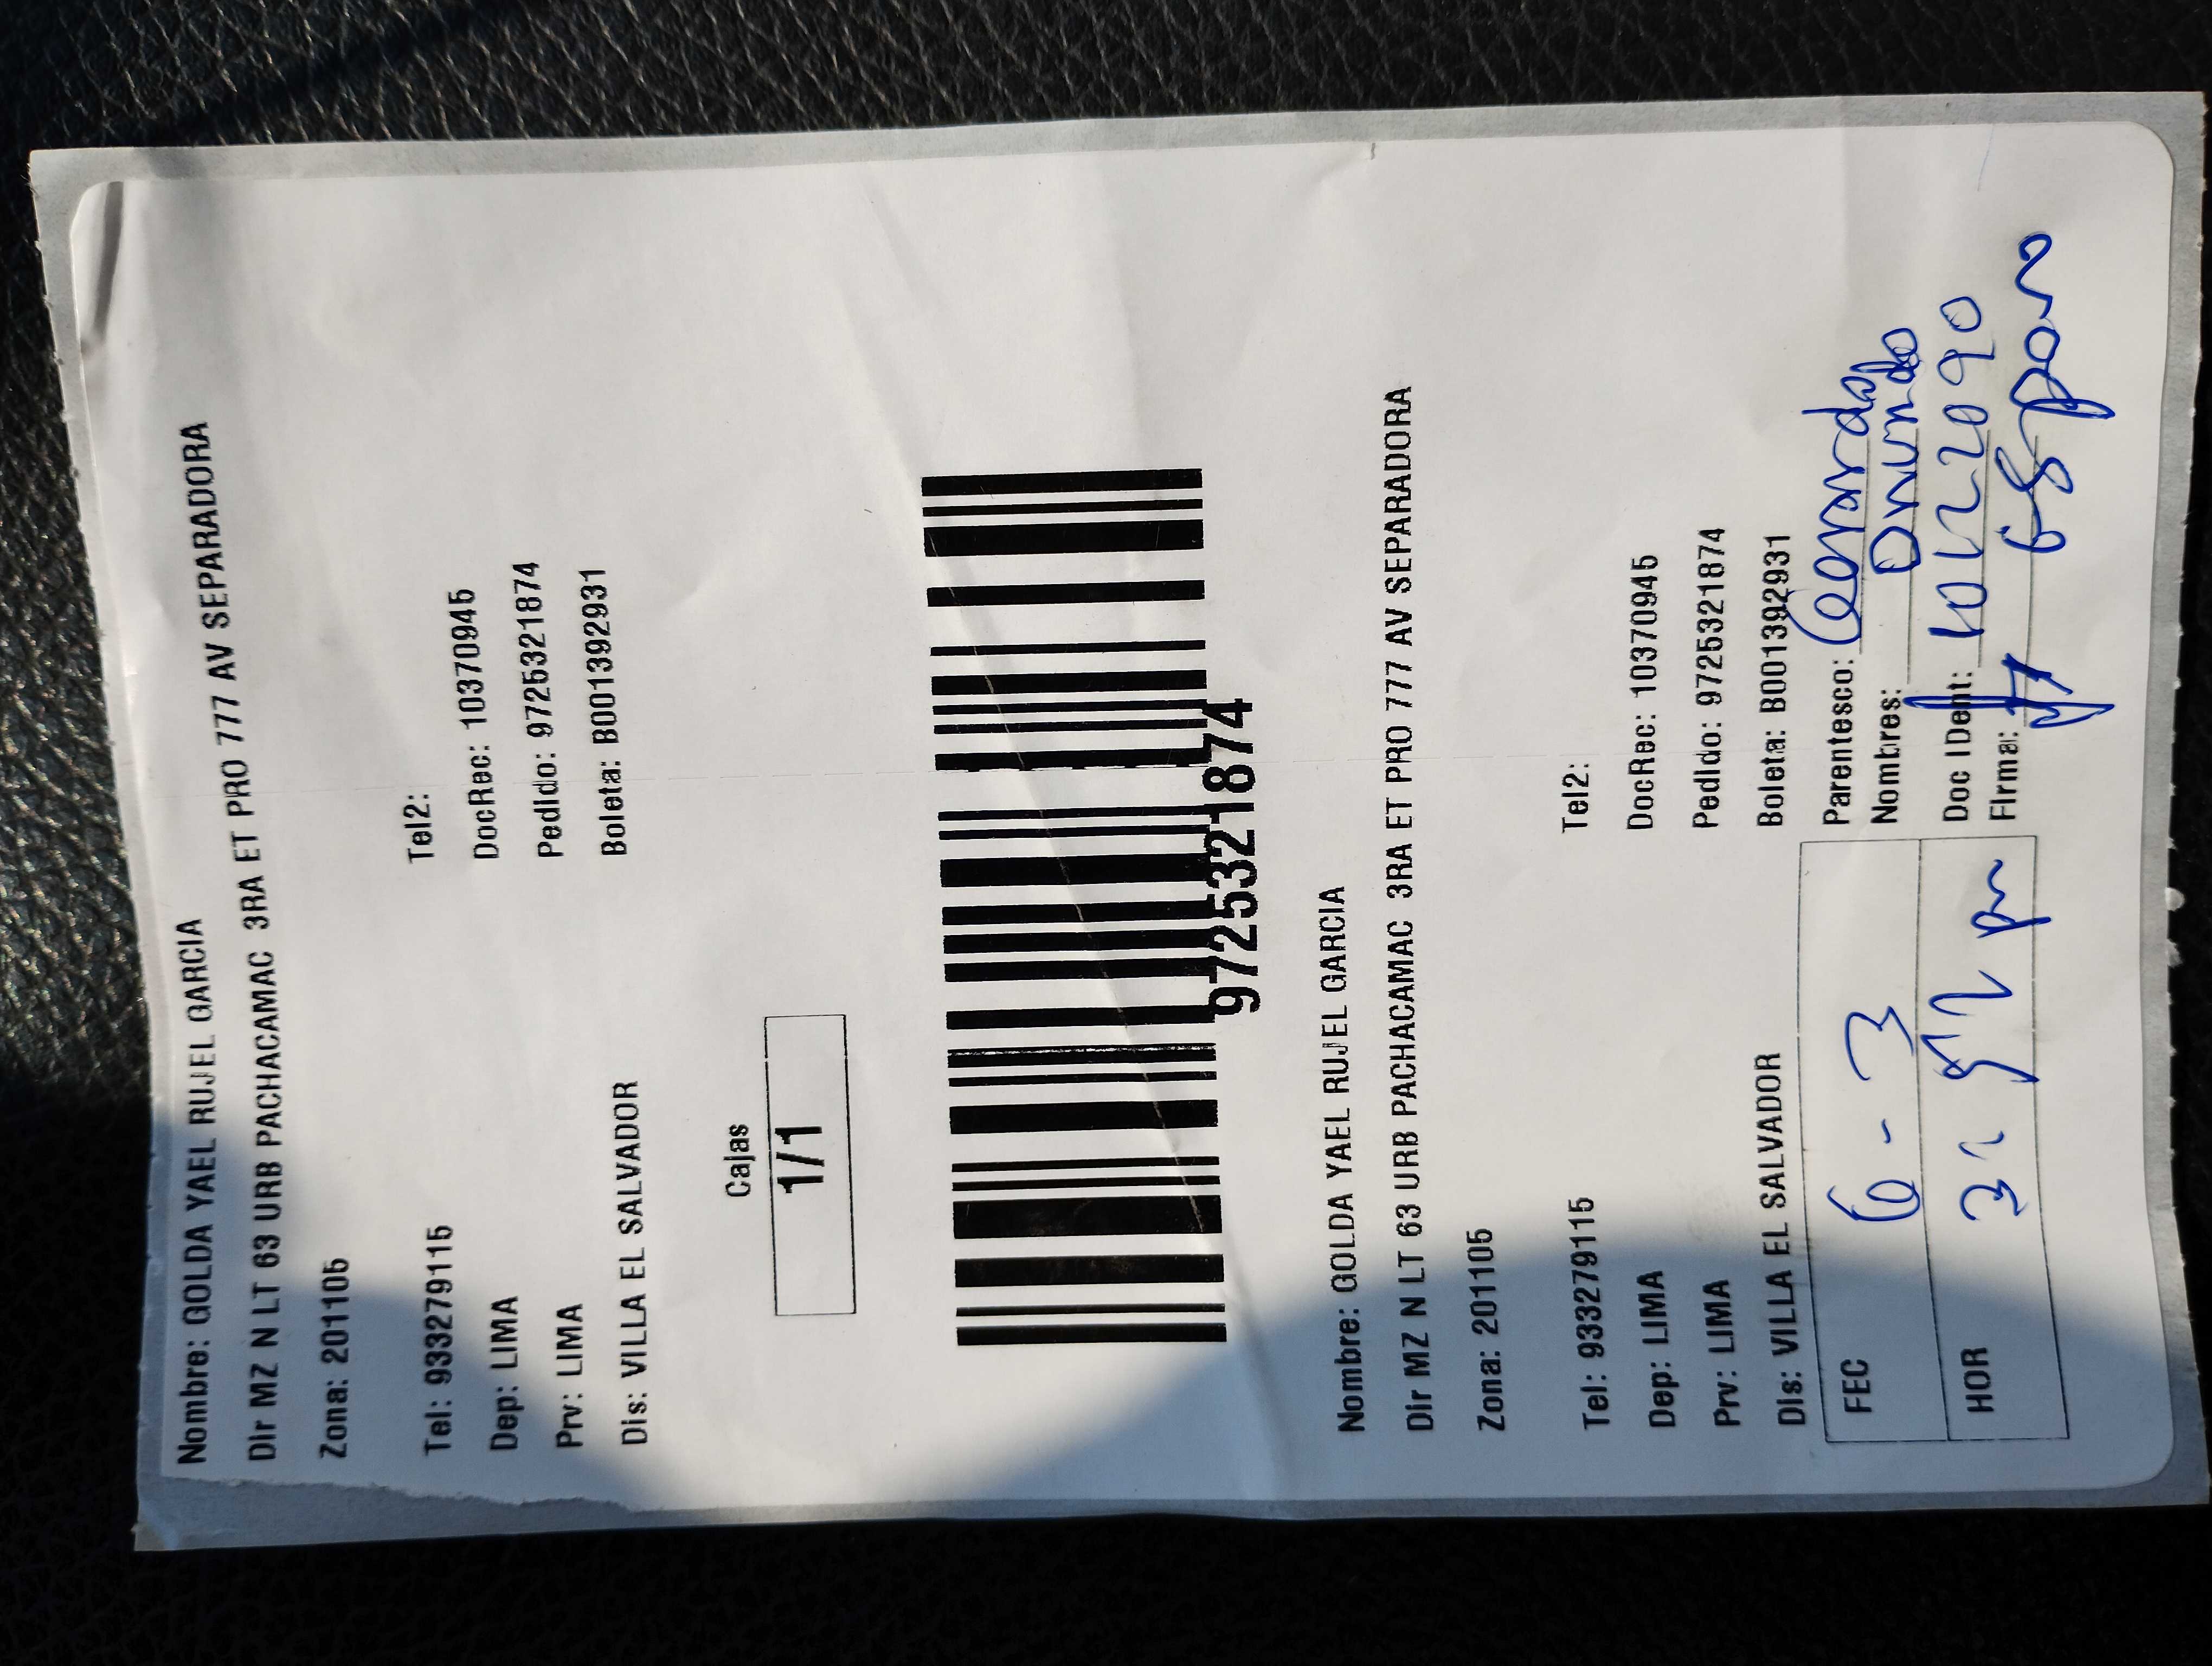 Nombre: GOLDA YAEL RUJEL GARCIA
Dir MZ N LT 63 URB PACHACAMAC 3RA ET PRO 777 AV SEPARADORA
Zona: 201105
Tel: 933279115 Tel2:
Dep: LIMA DocRec: 10370945
Prv: LIMA Pedido: 9725321874
Dis: VILLA EL SALVADOR Boleta: B001392931
Cajas
1/1
9725321874
Nombre: GOLDA YAEL RUJEL GARCIA
Dir MZ N LT 63 URB PACHACAMAC 3RA ET PRO 777 AV SEPARADORA
Zona: 201105
Tel: 933279115 Tel2:
Dep: LIMA DocRec: 10370945
Prv: LIMA Pedido: 9725321874
Dis: VILLA EL SALVADOR Boleta: B001392931
FEC 6-3 Parentesco:
Nombres:
HOR pm Doc IDent: 10122090
Firma: